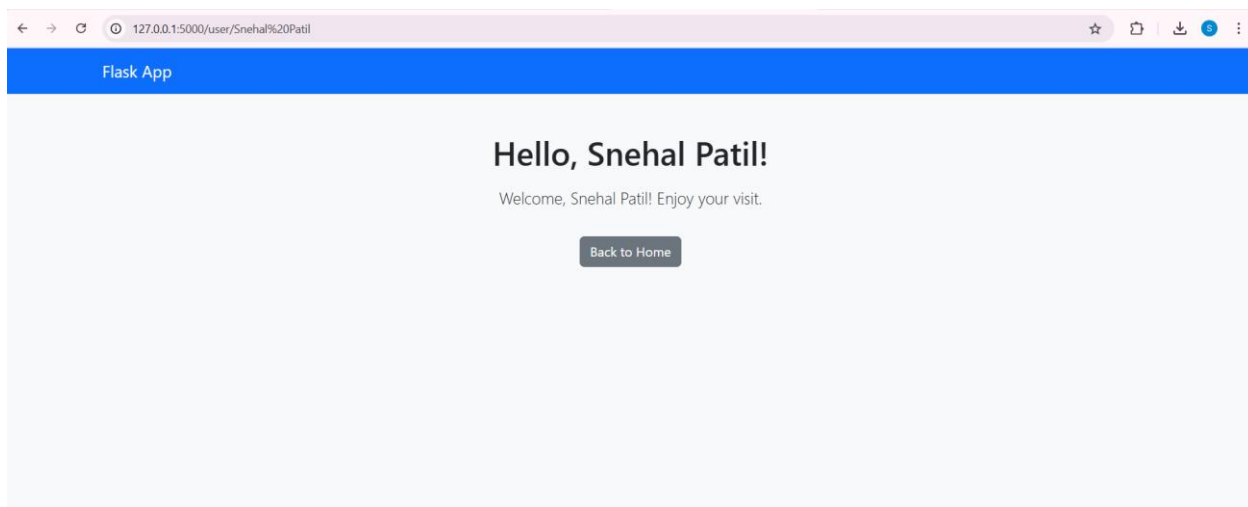 127.0.0.1:5000/user/Snehal%20Patil
S
Flask App
Hello, Snehal Patil!
Welcome, Snehal Patil! Enjoy your visit.
Back to Home